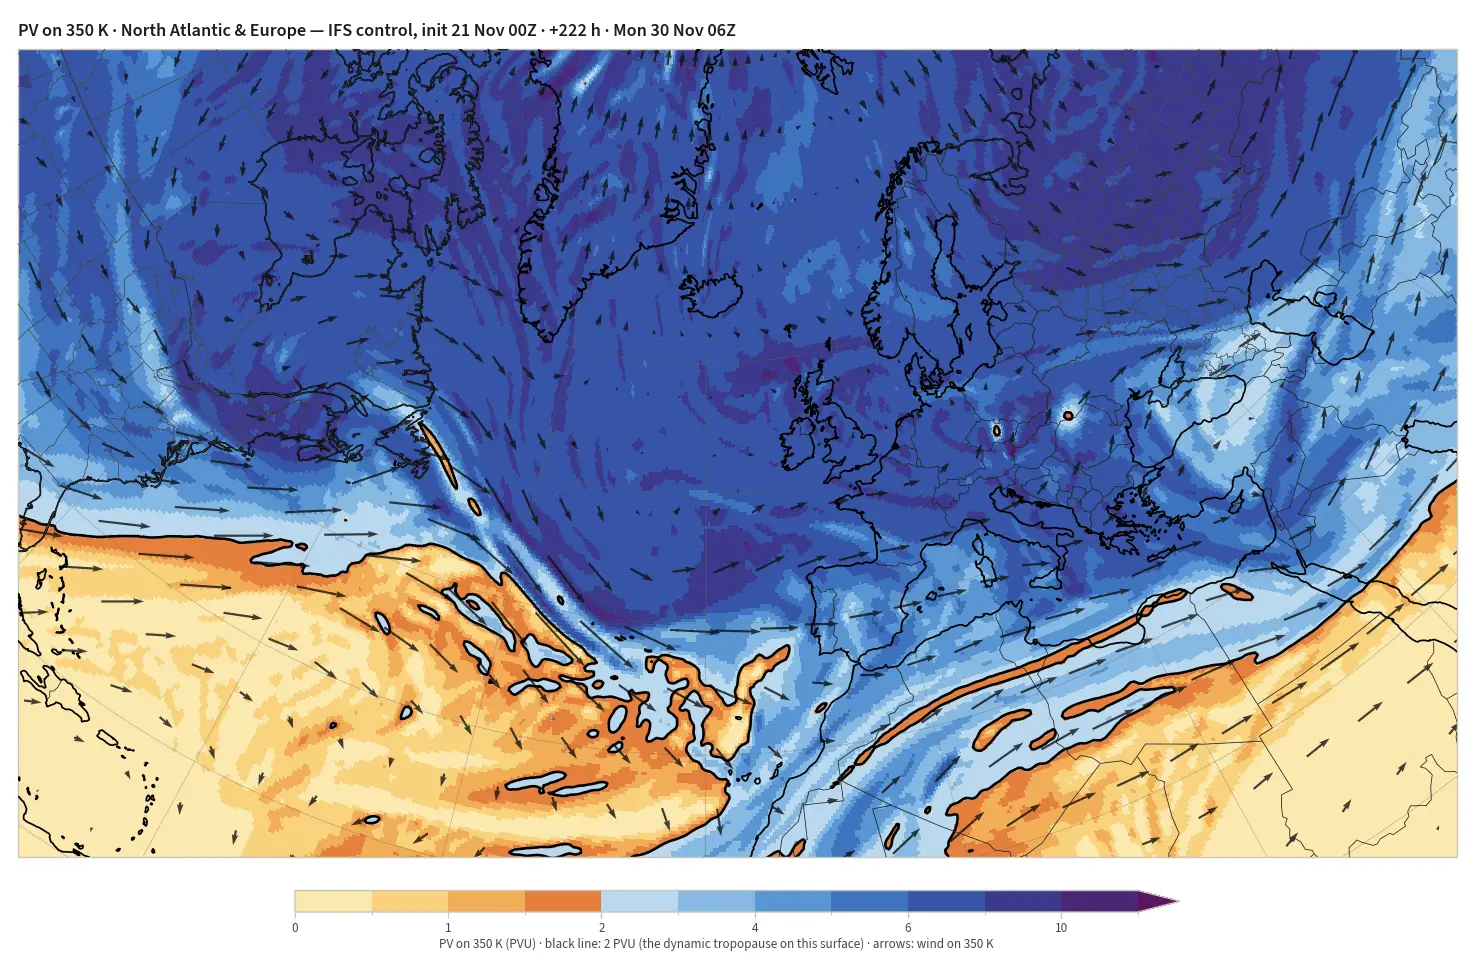 PV on 350 K · North Atlantic & Europe — IFS control, init 21 Nov 00Z · +222 h · Mon 30 Nov 06Z
0 1 2 4 6 10
PV on 350 K (PVU) · black line: 2 PVU (the dynamic tropopause on this surface) · arrows: wind on 350 K